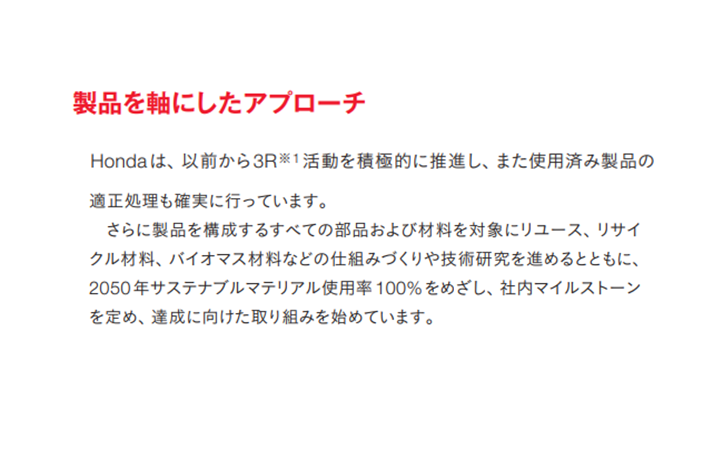 製品を軸にしたアプローチ
Hondaは、以前から3R※1活動を積極的に推進し、また使用済み製品の
適正処理も確実に行っています。
さらに製品を構成するすべての部品および材料を対象にリユース、リサイ
クル材料、バイオマス材料などの仕組みづくりや技術研究を進めるとともに、
2050年サステナブルマテリアル使用率100%をめざし、社内マイルストーン
を定め、達成に向けた取り組みを始めています。